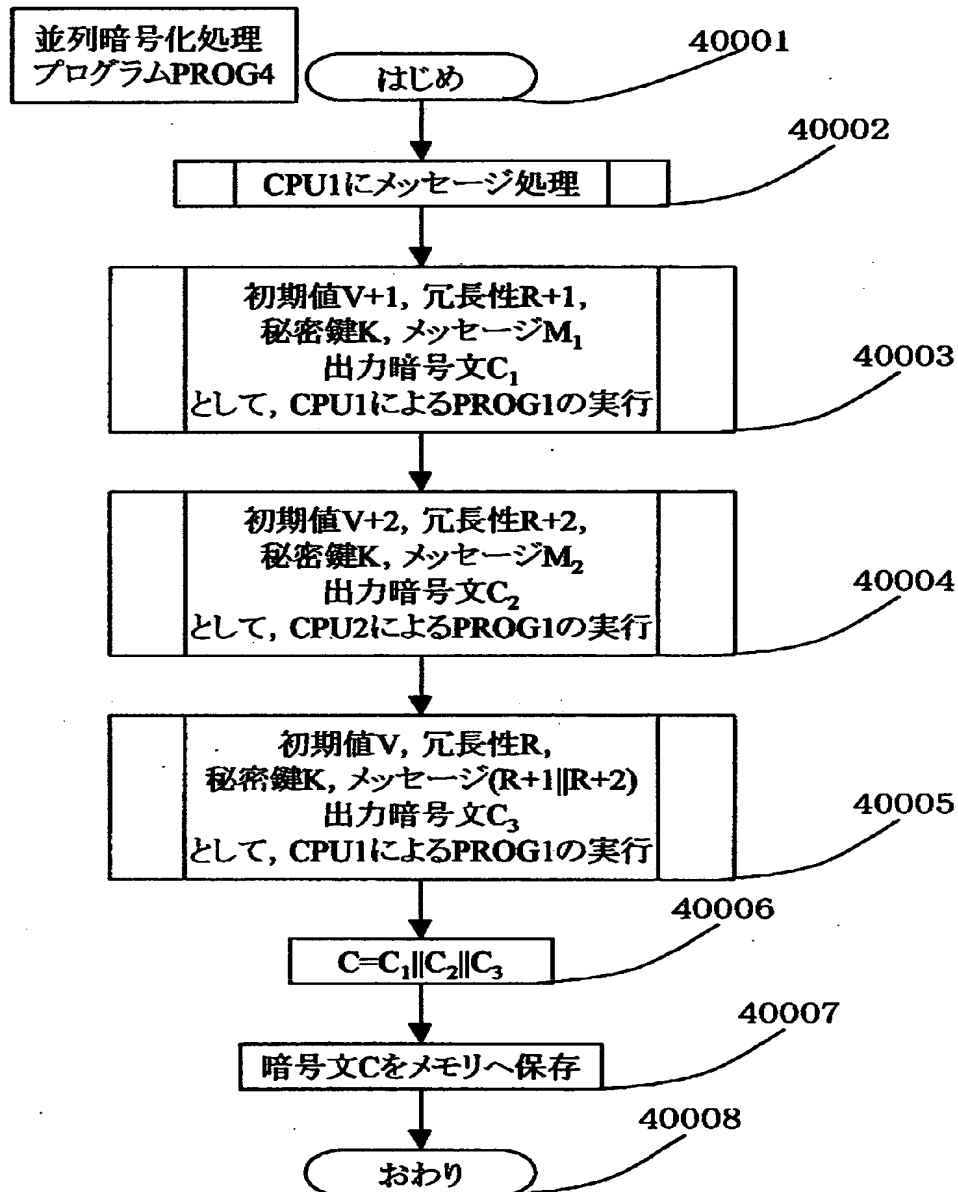 並列暗号化処理
プログラムPROG4
はじめ
40001
CPU1にメッセージ処理
40002
初期値V+1, 冗長性R+1,
秘密鍵K, メッセージM₁
出力暗号文C₁
として, CPU1によるPROG1の実行
40003
初期値V+2, 冗長性R+2,
秘密鍵K, メッセージM₂
出力暗号文C₂
として, CPU2によるPROG1の実行
40004
初期値V, 冗長性R,
秘密鍵K, メッセージ(R+1||R+2)
出力暗号文C₃
として, CPU1によるPROG1の実行
40005
C=C₁||C₂||C₃
40006
暗号文Cをメモリへ保存
40007
おわり
40008